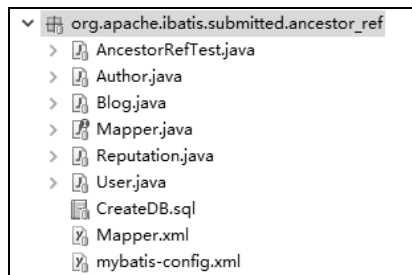 org.apache.ibatis.submitted.ancestor_ref
AncestorRefTest.java
Author.java
Blog.java
Mapper.java
Reputation.java
User.java
CreateDB.sql
Mapper.xml
mybatis-config.xml